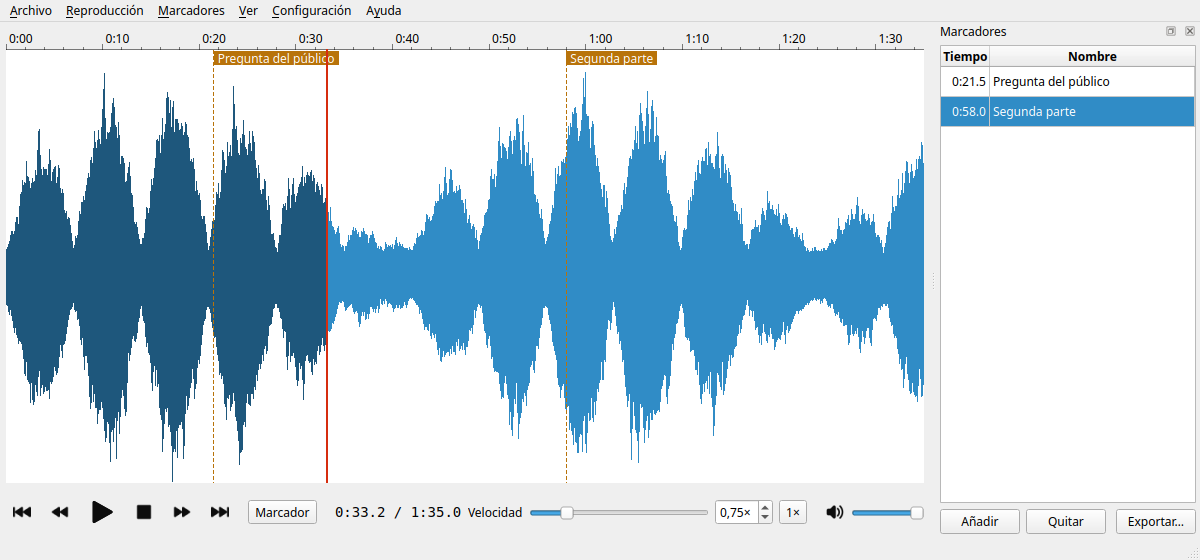 Archivo Reproducción Marcadores Ver Configuración Ayuda
0:00 0:10 0:20 0:30 0:40 0:50 1:00 1:10 1:20 1:30
Pregunta del público Segunda parte
Marcadores
Tiempo Nombre
0:21.5 Pregunta del público
0:58.0 Segunda parte
Marcador 0:33.2 / 1:35.0 Velocidad 0,75× 1×
Añadir Quitar Exportar...